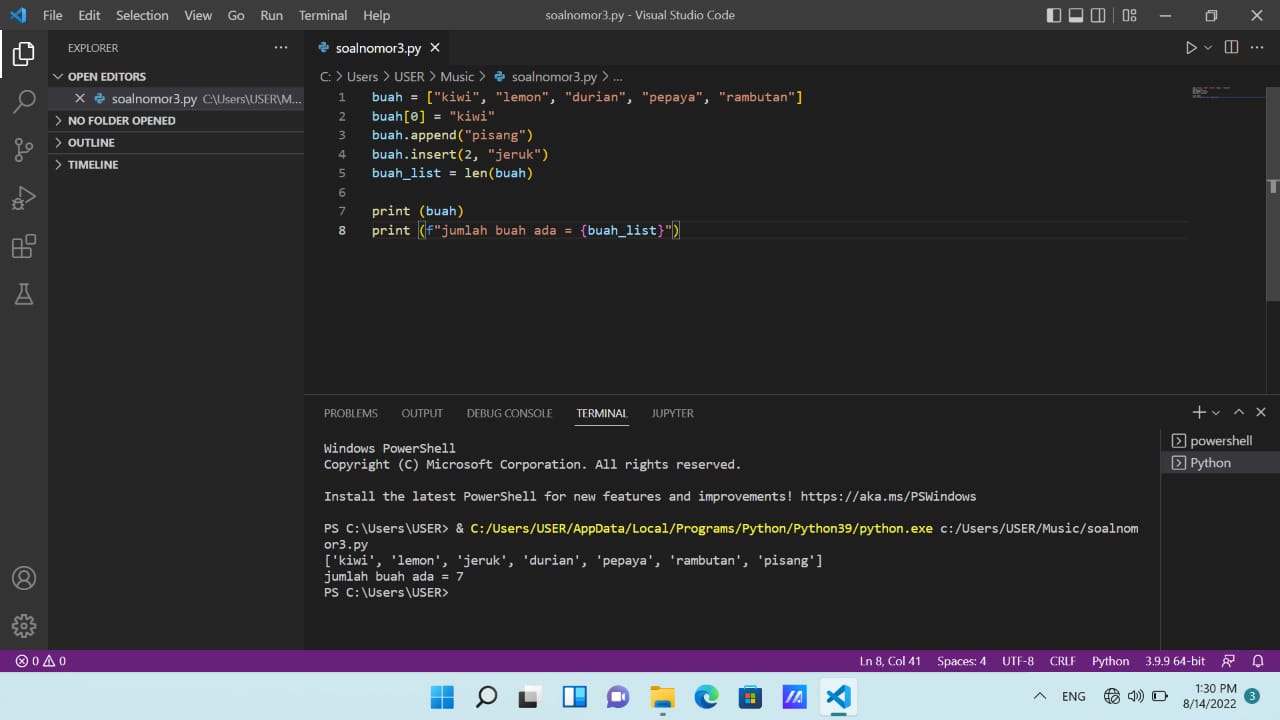 File Edit Selection View Go Run Terminal Help soalnomor3.py - Visual Studio Code
EXPLORER
OPEN EDITORS
soalnomor3.py C:\Users\USER\M...
NO FOLDER OPENED
OUTLINE
TIMELINE
soalnomor3.py
C: > Users > USER > Music > soalnomor3.py > ...
1 buah = ["kiwi", "lemon", "durian", "pepaya", "rambutan"]
2 buah[0] = "kiwi"
3 buah.append("pisang")
4 buah.insert(2, "jeruk")
5 buah_list = len(buah)
6
7 print (buah)
8 print (f"jumlah buah ada = {buah_list}")
PROBLEMS OUTPUT DEBUG CONSOLE TERMINAL JUPYTER
Windows PowerShell
Copyright (C) Microsoft Corporation. All rights reserved.
Install the latest PowerShell for new features and improvements! https://aka.ms/PSWindows
PS C:\Users\USER> & C:/Users/USER/AppData/Local/Programs/Python/Python39/python.exe c:/Users/USER/Music/soalnom
or3.py
['kiwi', 'lemon', 'jeruk', 'durian', 'pepaya', 'rambutan', 'pisang']
jumlah buah ada = 7
PS C:\Users\USER>
powershell
Python
0 0 Ln 8, Col 41 Spaces: 4 UTF-8 CRLF Python 3.9.9 64-bit
ENG 1:30 PM
8/14/2022 3